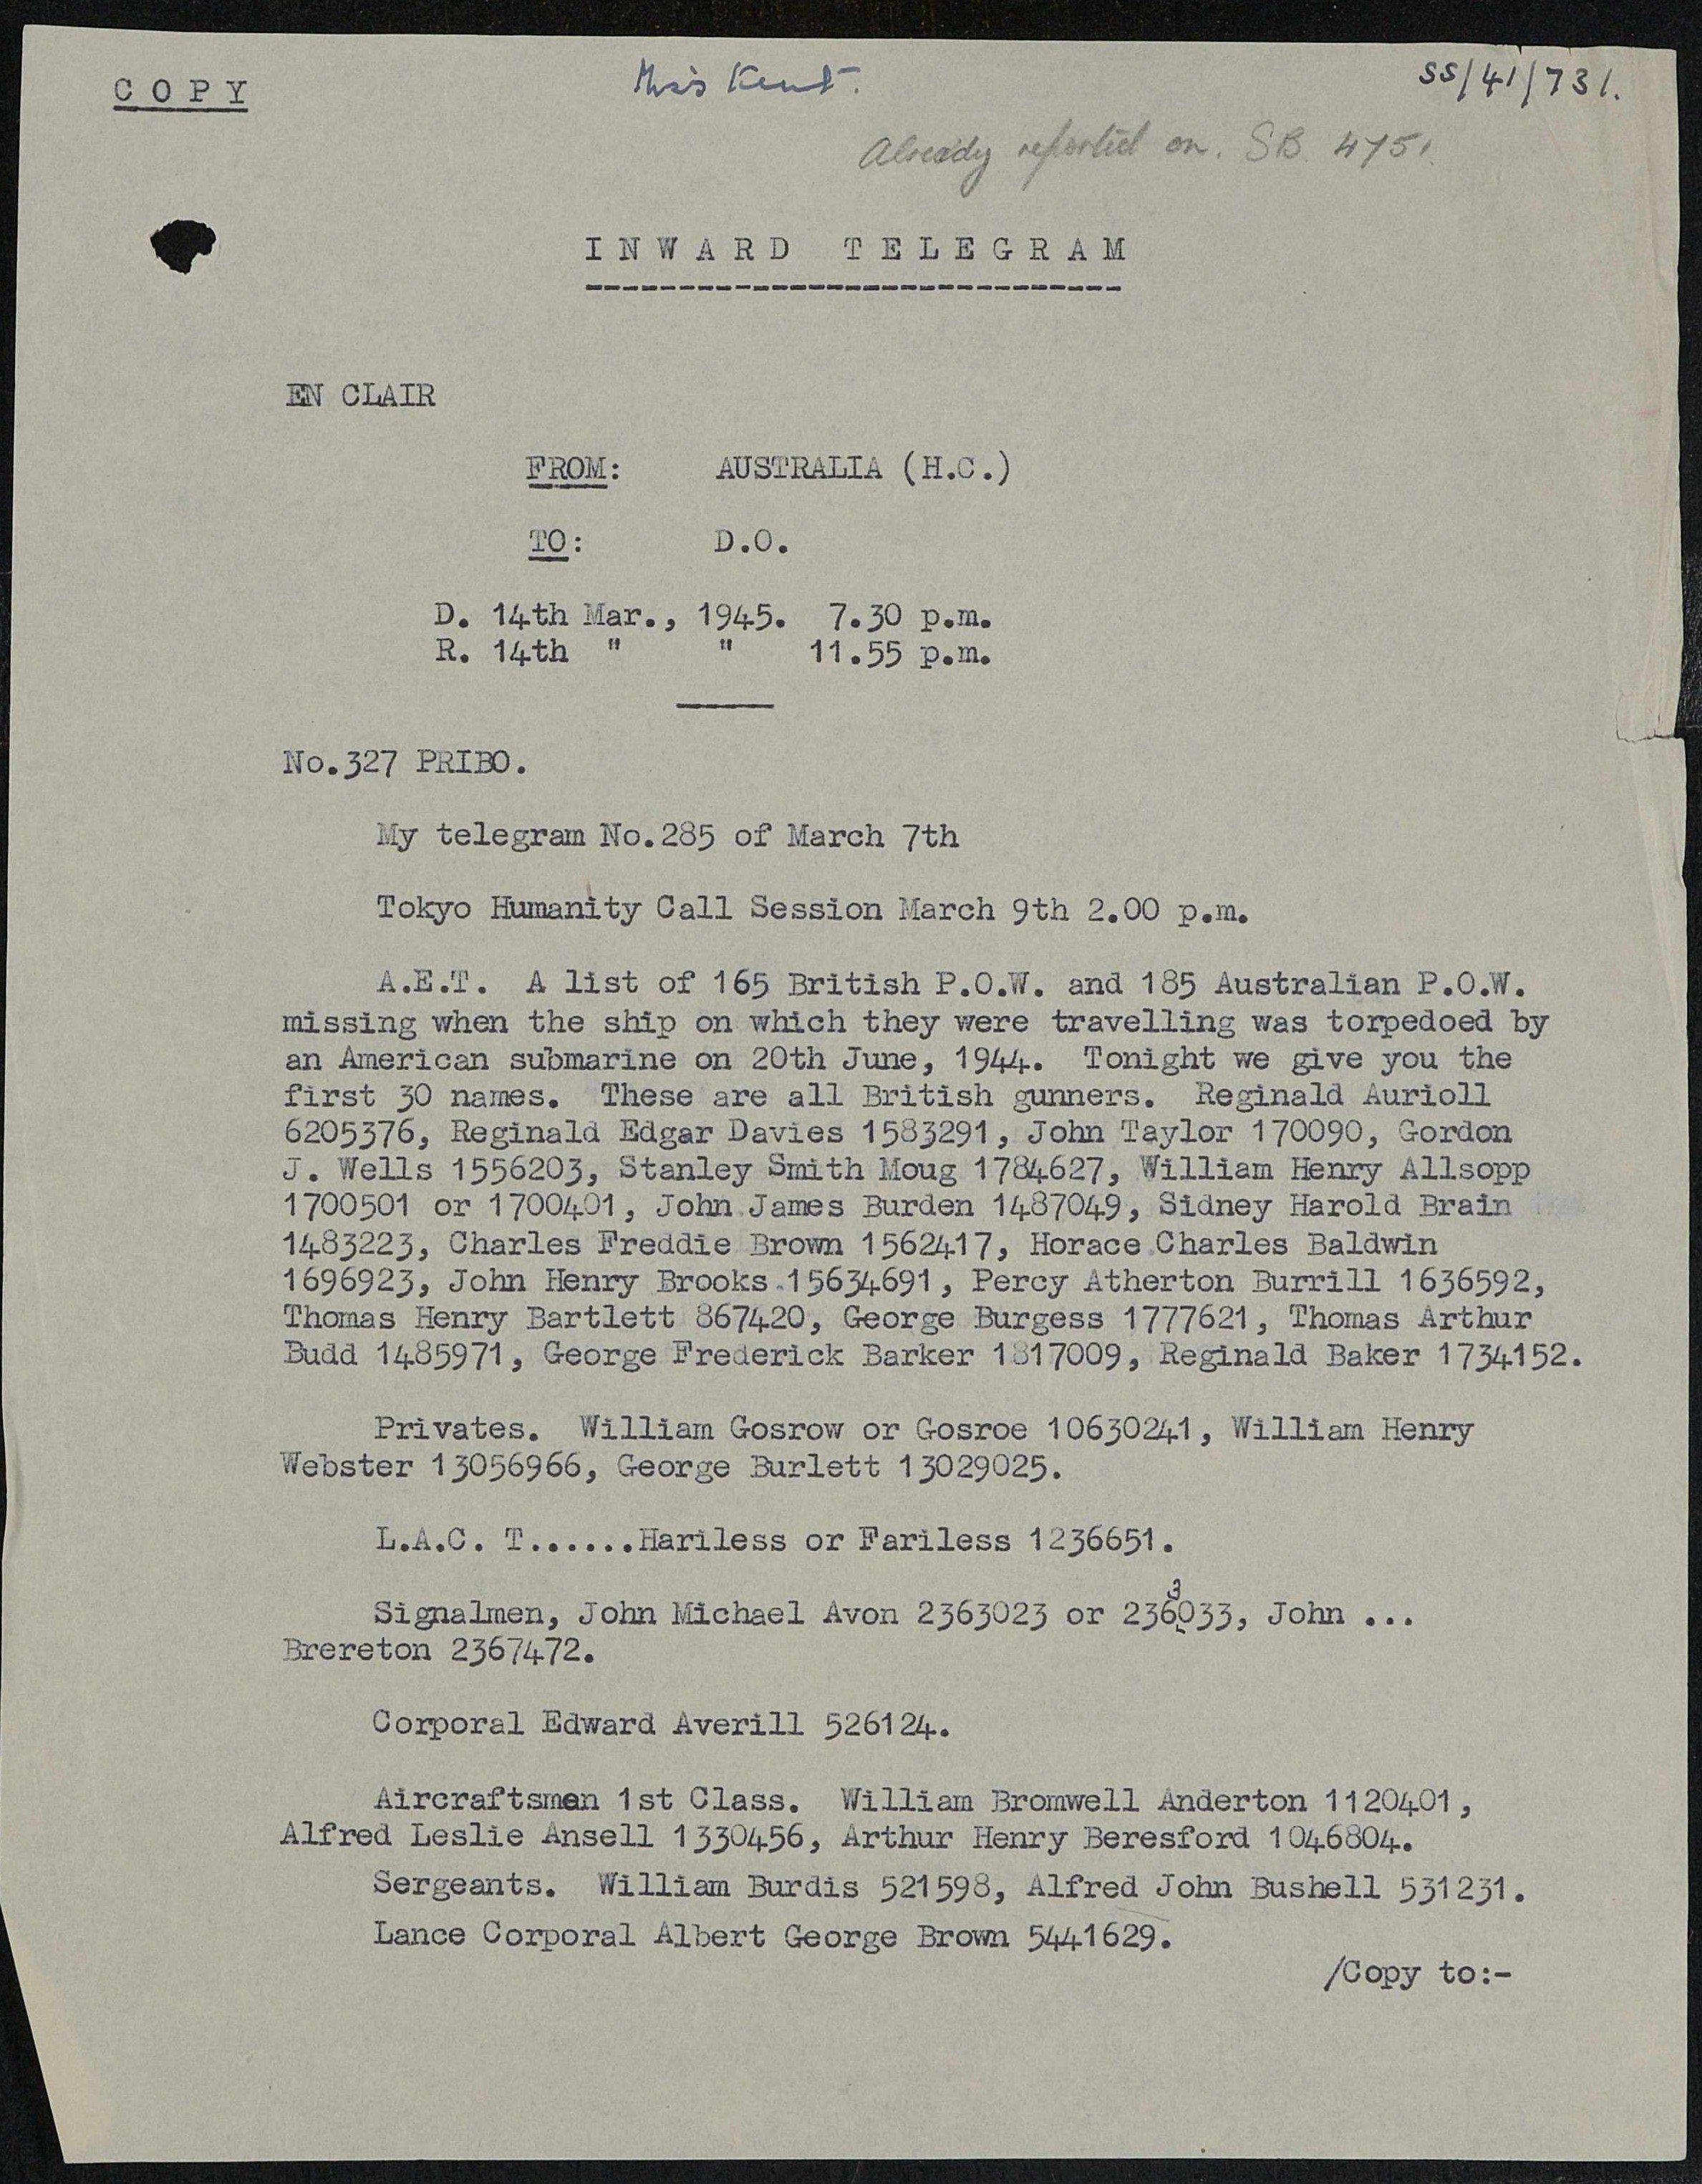 COPY
Miss Kent.
SS/41/731.
Already reported on. SB. 4751.
INWARD TELEGRAM
EN CLAIR
FROM: AUSTRALIA (H.C.)
TO: D.O.
D. 14th Mar., 1945. 7.30 p.m.
R. 14th " " 11.55 p.m.
No.327 PRIBO.
My telegram No.285 of March 7th
Tokyo Humanity Call Session March 9th 2.00 p.m.
A.E.T. A list of 165 British P.O.W. and 185 Australian P.O.W.
missing when the ship on which they were travelling was torpedoed by
an American submarine on 20th June, 1944. Tonight we give you the
first 30 names. These are all British gunners. Reginald Aurioll
6205376, Reginald Edgar Davies 1583291, John Taylor 170090, Gordon
J. Wells 1556203, Stanley Smith Moug 1784627, William Henry Allsopp
1700501 or 1700401, John James Burden 1487049, Sidney Harold Brain
1483223, Charles Freddie Brown 1562417, Horace Charles Baldwin
1696923, John Henry Brooks 15634691, Percy Atherton Burrill 1636592,
Thomas Henry Bartlett 867420, George Burgess 1777621, Thomas Arthur
Budd 1485971, George Frederick Barker 1817009, Reginald Baker 1734152.
Privates. William Gosrow or Gosroe 10630241, William Henry
Webster 13056966, George Burlett 13029025.
L.A.C. T......Hariless or Fariless 1236651.
Signalmen, John Michael Avon 2363023 or 2363033, John ...
Brereton 2367472.
Corporal Edward Averill 526124.
Aircraftsmen 1st Class. William Bromwell Anderton 1120401,
Alfred Leslie Ansell 1330456, Arthur Henry Beresford 1046804.
Sergeants. William Burdis 521598, Alfred John Bushell 531231.
Lance Corporal Albert George Brown 5441629.
/Copy to:-